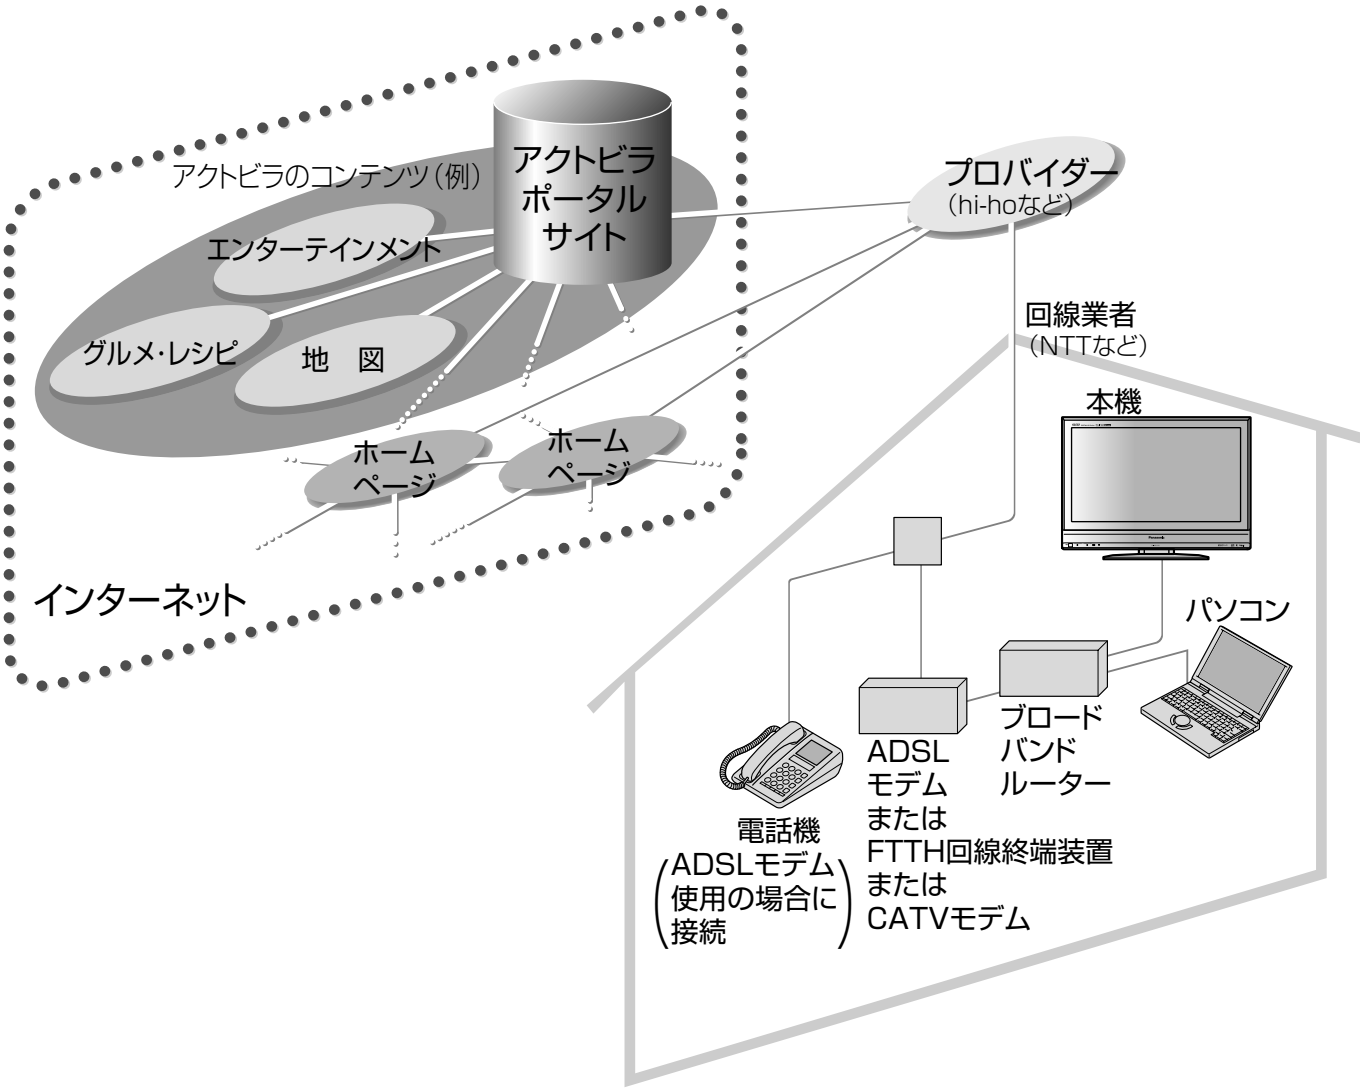 アクトビラのコンテンツ（例）
アクトビラ
ポータル
サイト
エンターテインメント
グルメ・レシピ
地　図
ホーム
ページ
ホーム
ページ
インターネット
プロバイダー
（hi-hoなど）
回線業者
（NTTなど）
本機
Panasonic
パソコン
ブロード
バンド
ルーター
ADSL
モデム
または
FTTH回線終端装置
または
CATVモデム
電話機
（ADSLモデム
使用の場合に
接続）